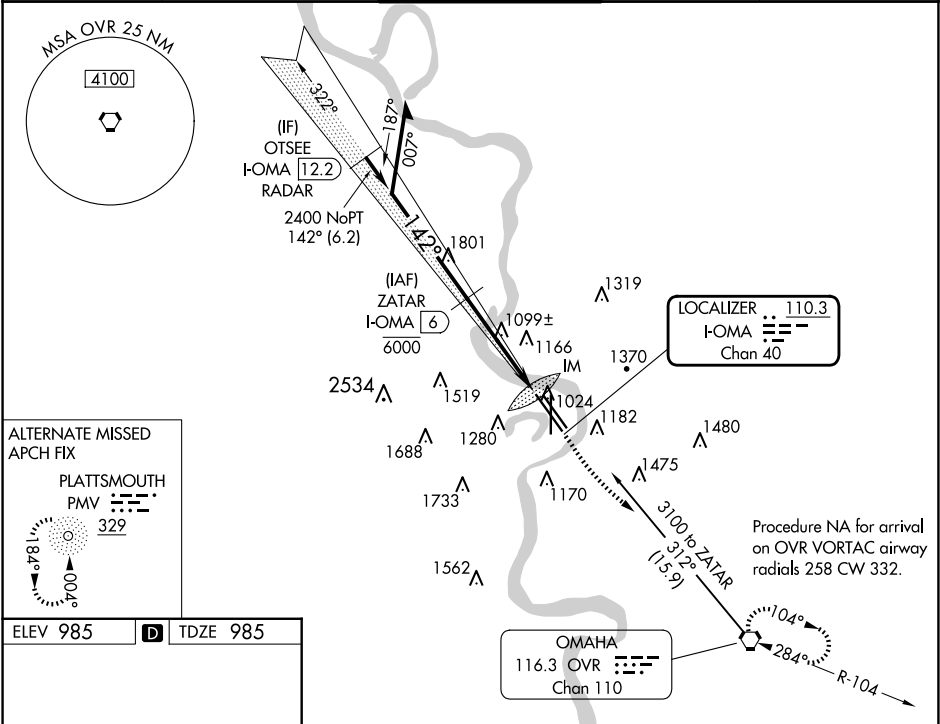 MSA OVR 25 NM
4100
322°
187°
007°
(IF)
OTSEE
I-OMA 12.2
RADAR
2400 NoPT
142° (6.2)
142°
1801
(IAF)
ZATAR
I-OMA 6
6000
1319
1099±
1166
IM
1370
LOCALIZER 110.3
I-OMA
Chan 40
2534
1519
1024
1182
1280
1688
1480
1475
1733
1170
1562
3100 to ZATAR
312°
(15.9)
Procedure NA for arrival
on OVR VORTAC airway
radials 258 CW 332.
ALTERNATE MISSED
APCH FIX
PLATTSMOUTH
PMV
329
184°
004°
ELEV 985 D TDZE 985
OMAHA
116.3 OVR
Chan 110
104°
284°
R-104